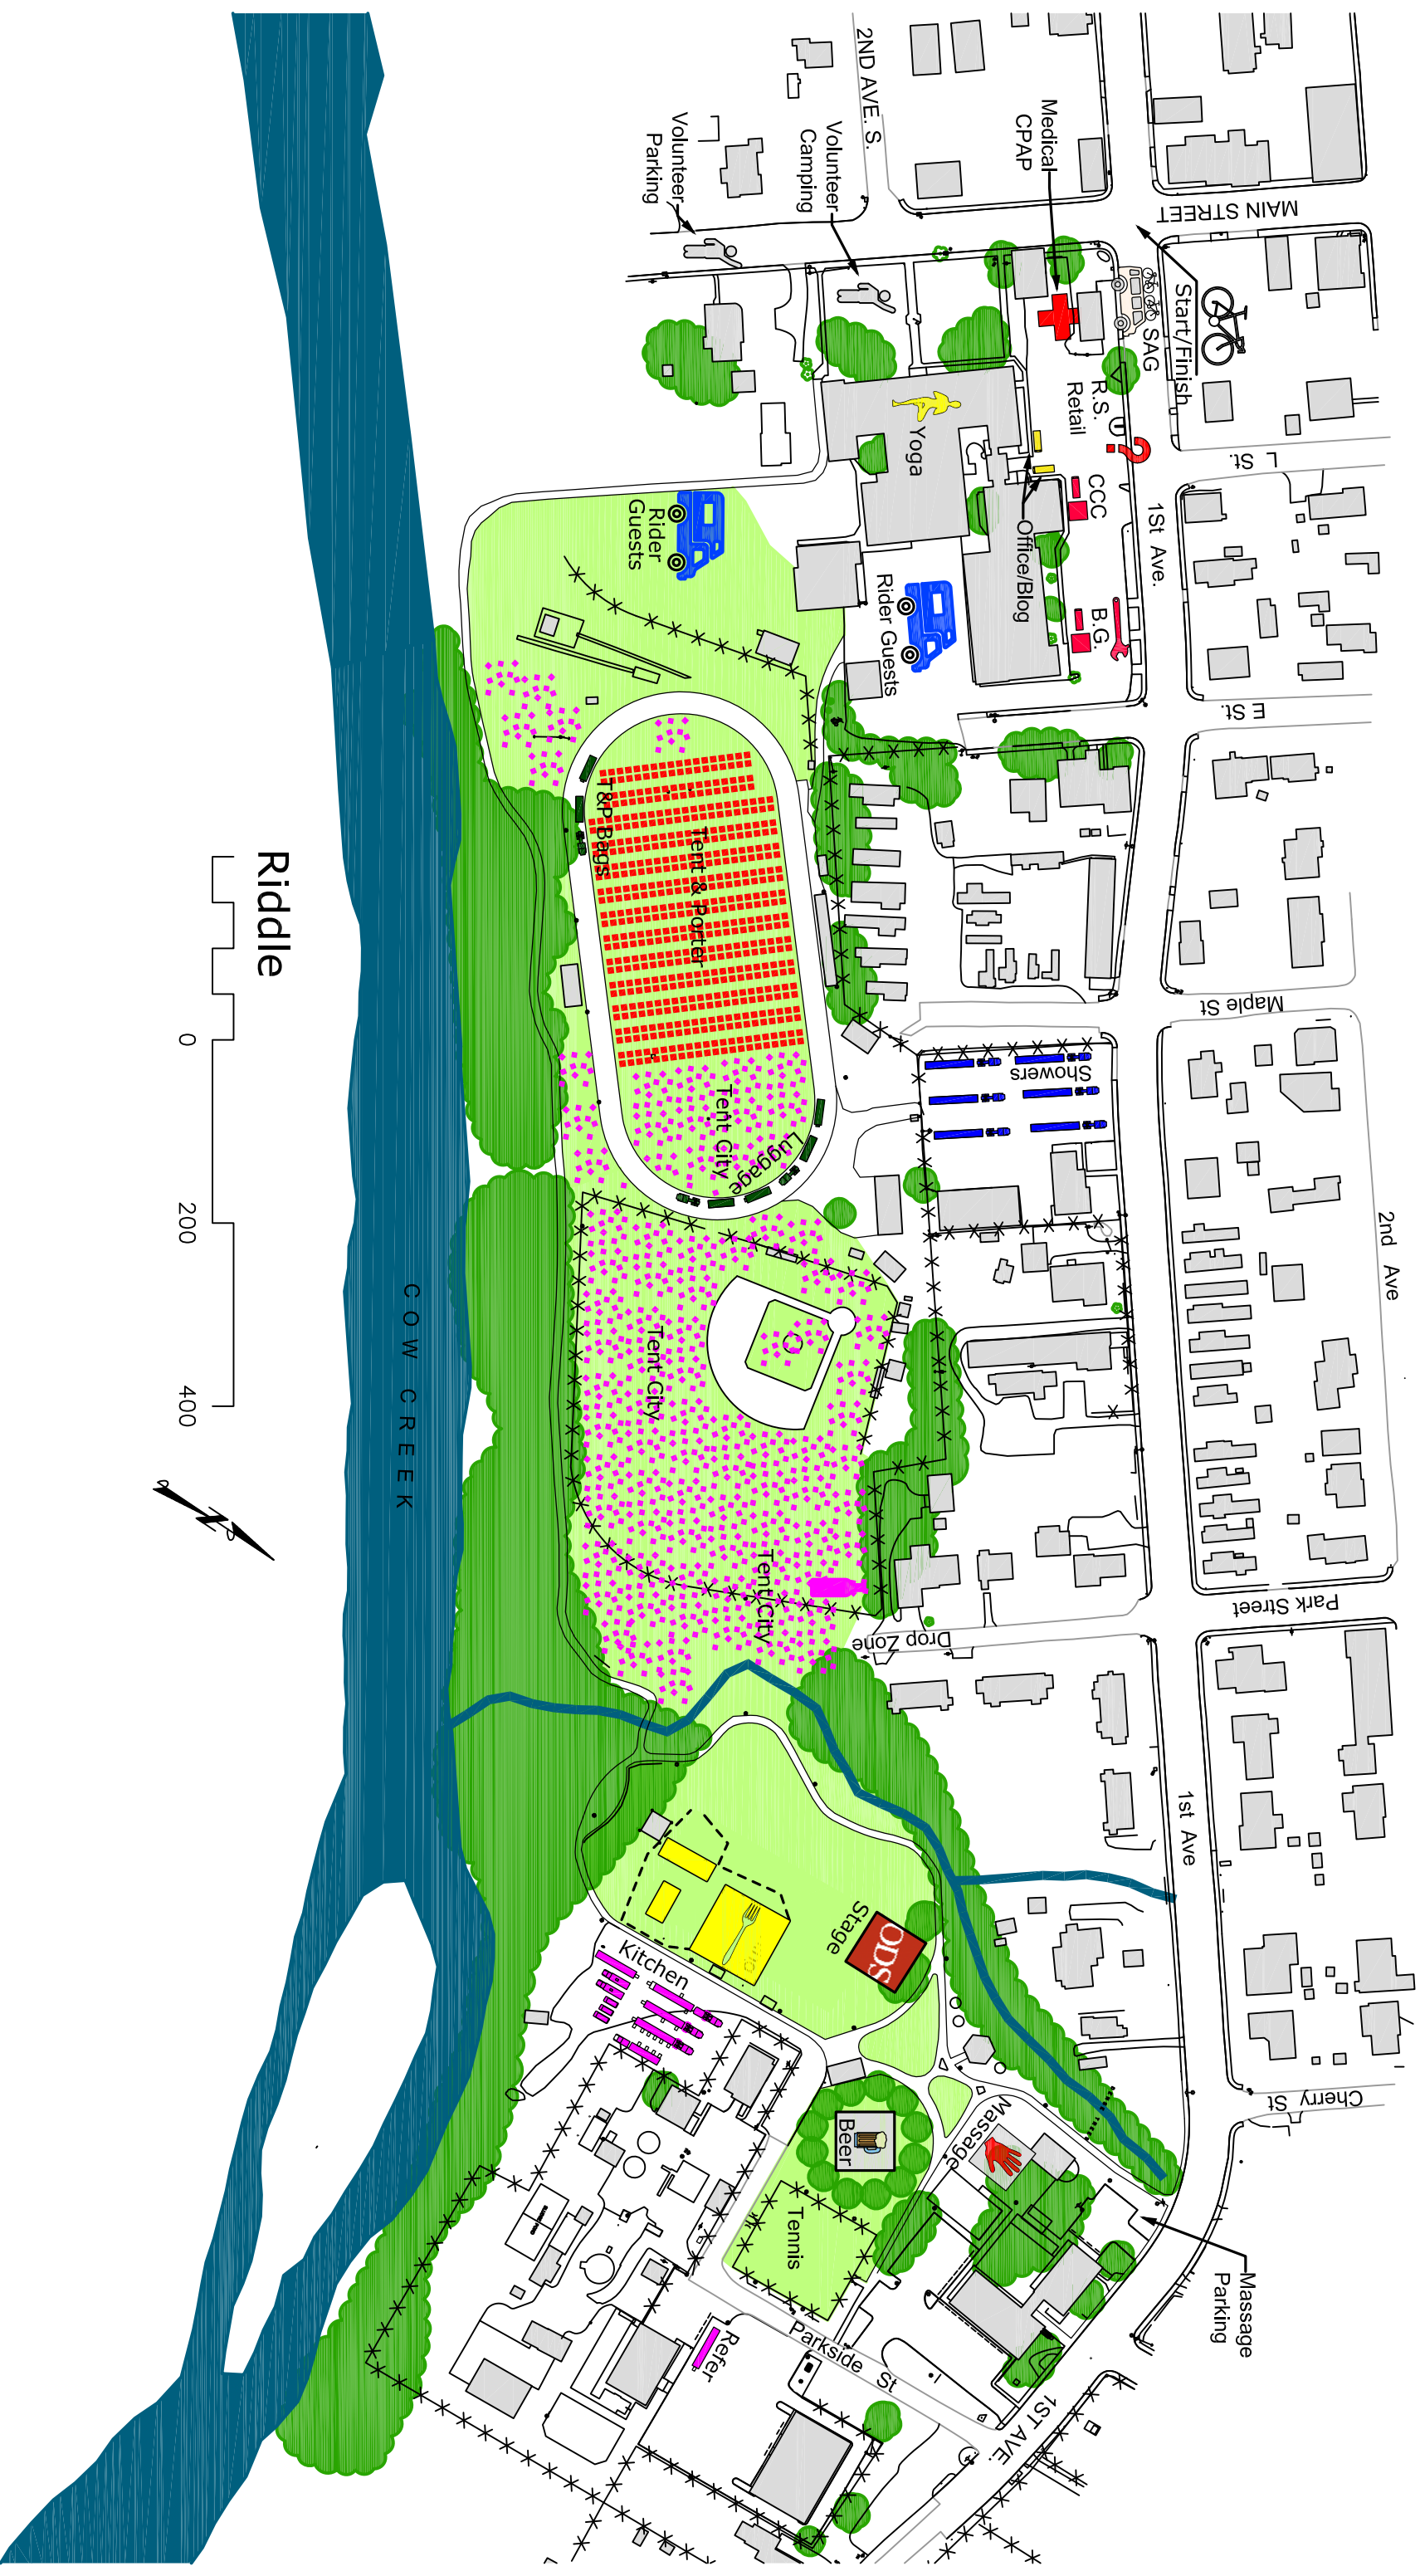 2ND AVE. S.
Medical
CPAP
Volunteer
Camping
Volunteer
Parking
MAIN STREET
Start/Finish
SAG
R.S.
Retail
?
L St.
Yoga
CCC
1St Ave.
Office/Blog
B.G.
Rider
Guests
Rider Guests
E St.
T&P Bags
Tent & Porter
Maple St
Showers
Tent City
Luggage
2nd Ave
Tent City
Tent City
Park Street
Drop Zone
Riddle
0
200
400
COW CREEK
N
1st Ave
Stage
ODS
Kitchen
Cherry St
Massage
Beer
Tennis
Massage
Parking
Parkside St
Refer
1ST AVE.